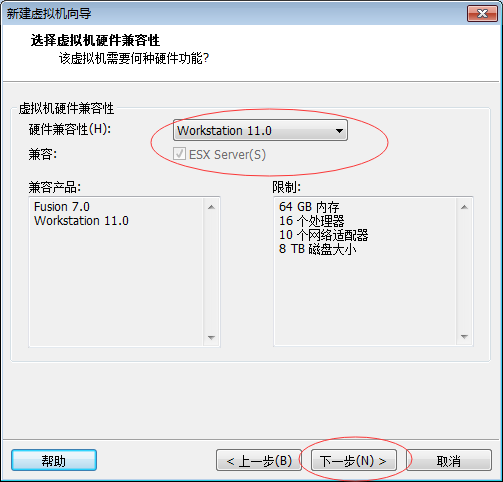 新建虚拟机向导
选择虚拟机硬件兼容性
该虚拟机需要何种硬件功能?
虚拟机硬件兼容性
硬件兼容性(H):
Workstation 11.0
兼容:
ESX Server(S)
兼容产品:
Fusion 7.0
Workstation 11.0
限制:
64 GB 内存
16 个处理器
10 个网络适配器
8 TB 磁盘大小
帮助
< 上一步(B)
下一步(N) >
取消